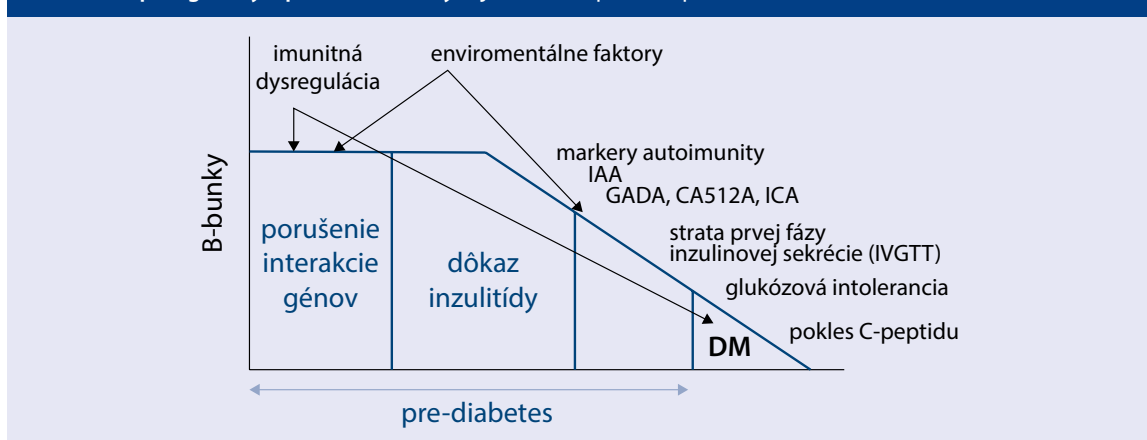 imunitná
dysregulácia
enviromentálne faktory
markery autoimunity
IAA
GADA, CA512A, ICA
B-bunky
porušenie
interakcie
génov
dôkaz
inzulitídy
strata prvej fázy
inzulinovej sekrécie (IVGTT)
glukózová intolerancia
pokles C-peptidu
DM
pre-diabetes